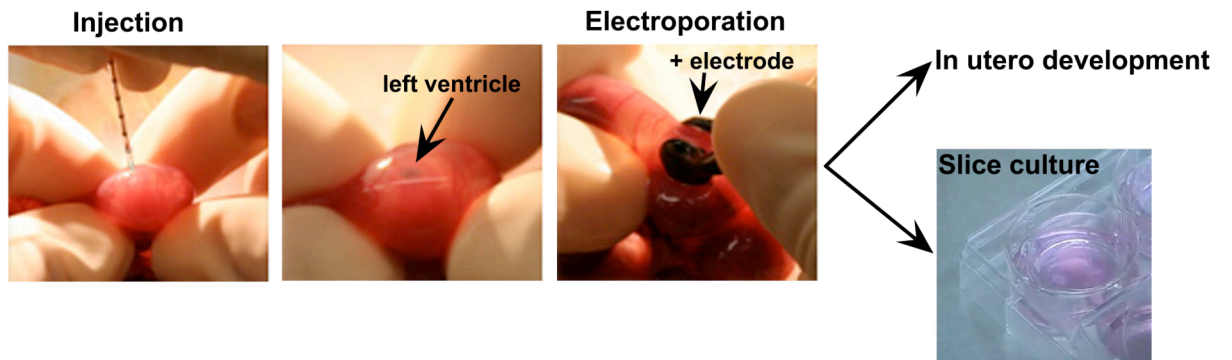 Injection
Electroporation
left ventricle
+ electrode
In utero development
Slice culture